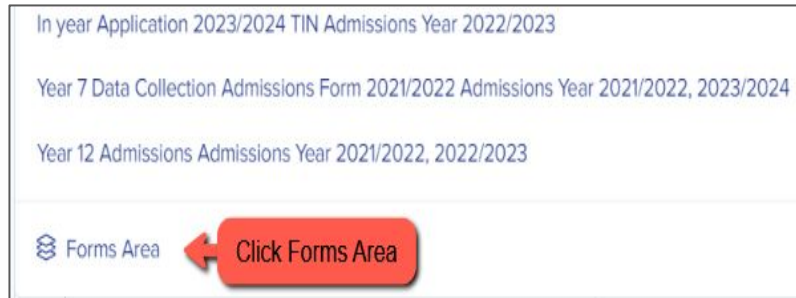 In year Application 2023/2024 TIN Admissions Year 2022/2023
Year 7 Data Collection Admissions Form 2021/2022 Admissions Year 2021/2022, 2023/2024
Year 12 Admissions Admissions Year 2021/2022, 2022/2023
Forms Area
Click Forms Area